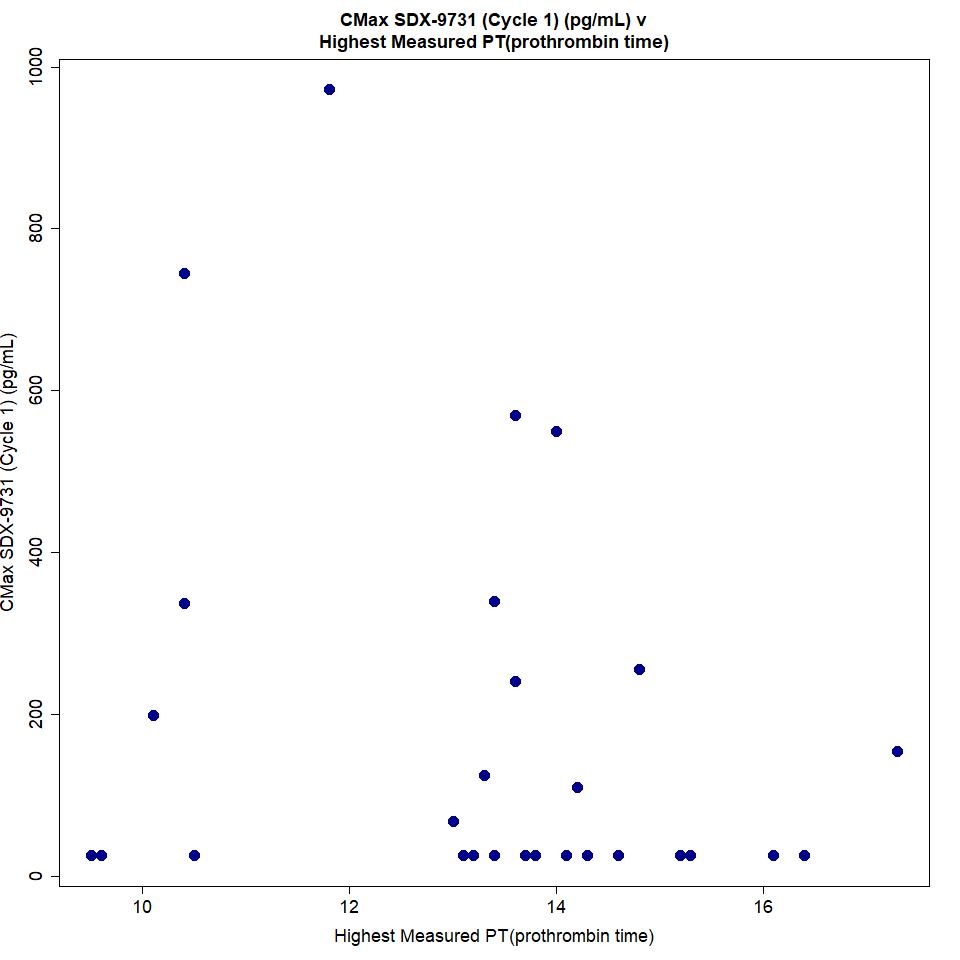 CMax SDX-9731 (Cycle 1) (pg/mL) v
Highest Measured PT(prothrombin time)
CMax SDX-9731 (Cycle 1) (pg/mL)
1000
800
600
400
200
0
10
12
14
16
Highest Measured PT(prothrombin time)